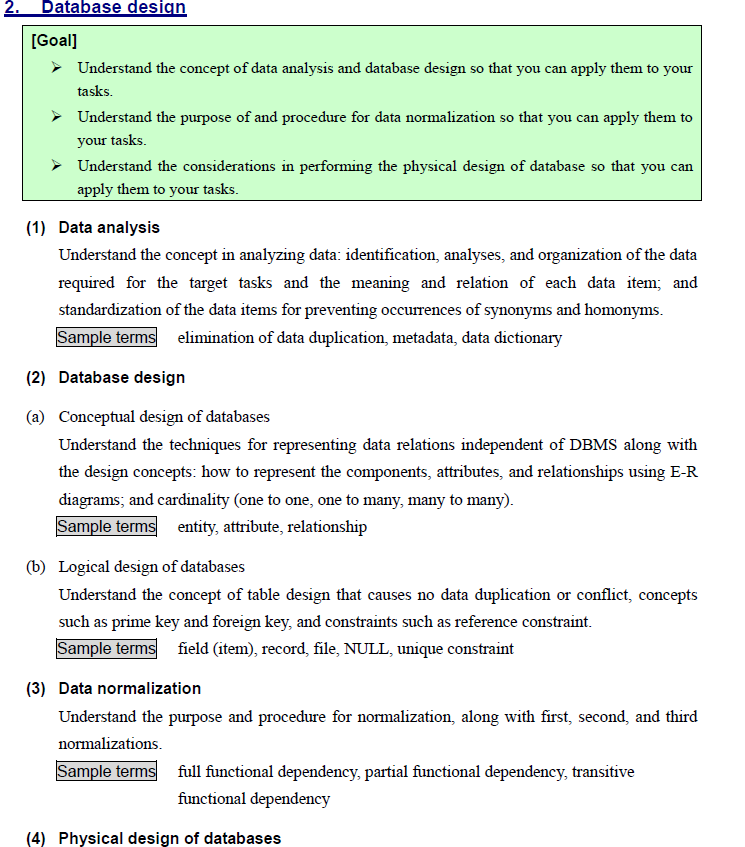 2. Database design
[Goal]
➢ Understand the concept of data analysis and database design so that you can apply them to your
tasks.
➢ Understand the purpose of and procedure for data normalization so that you can apply them to
your tasks.
➢ Understand the considerations in performing the physical design of database so that you can
apply them to your tasks.
(1) Data analysis
Understand the concept in analyzing data: identification, analyses, and organization of the data
required for the target tasks and the meaning and relation of each data item; and
standardization of the data items for preventing occurrences of synonyms and homonyms.
Sample terms elimination of data duplication, metadata, data dictionary
(2) Database design
(a) Conceptual design of databases
Understand the techniques for representing data relations independent of DBMS along with
the design concepts: how to represent the components, attributes, and relationships using E-R
diagrams; and cardinality (one to one, one to many, many to many).
Sample terms entity, attribute, relationship
(b) Logical design of databases
Understand the concept of table design that causes no data duplication or conflict, concepts
such as prime key and foreign key, and constraints such as reference constraint.
Sample terms field (item), record, file, NULL, unique constraint
(3) Data normalization
Understand the purpose and procedure for normalization, along with first, second, and third
normalizations.
Sample terms full functional dependency, partial functional dependency, transitive
functional dependency
(4) Physical design of databases